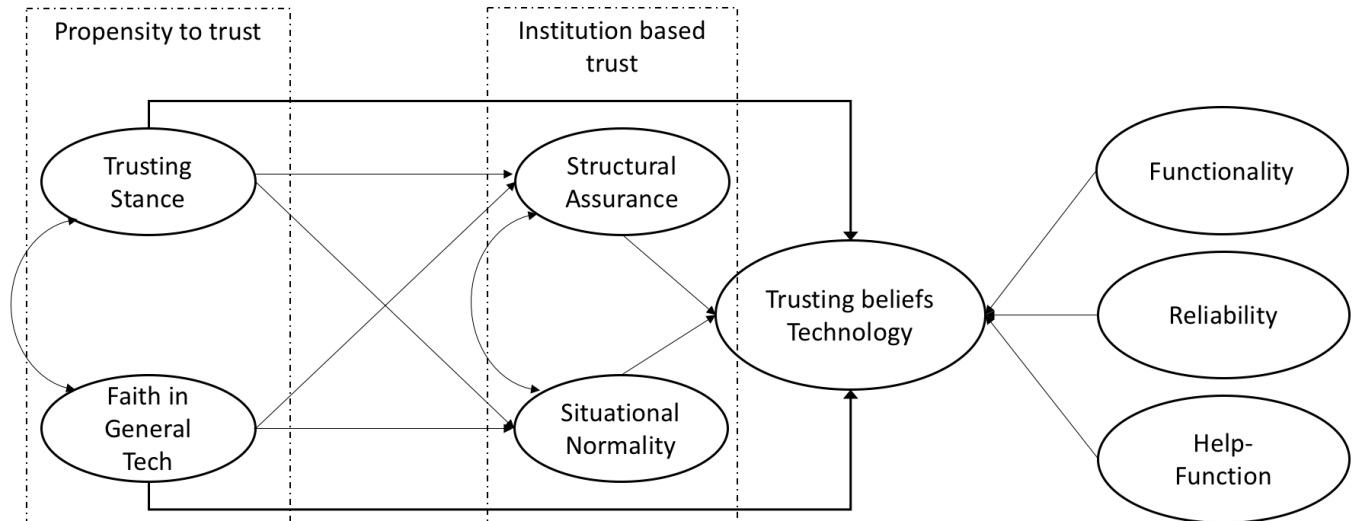 Propensity to trust
Institution based
trust
Trusting
Stance
Structural
Assurance
Functionality
Trusting beliefs
Technology
Reliability
Faith in
General
Tech
Situational
Normality
Help-
Function